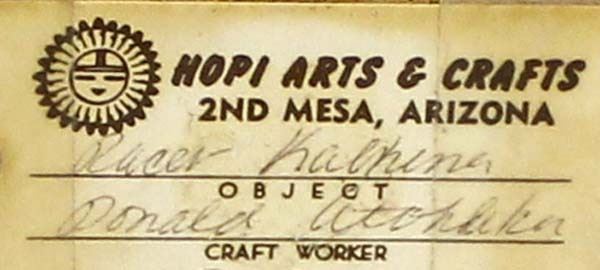 HOPI ARTS & CRAFTS
2ND MESA, ARIZONA
Racer Kachina
OBJECT
Donald
CRAFT WORKER